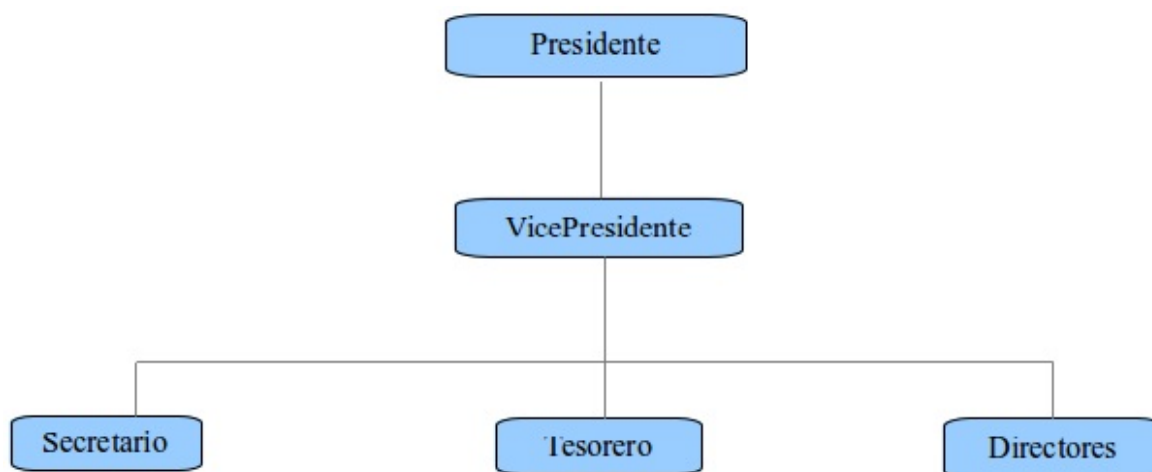 Presidente
VicePresidente
Secretario
Tesorero
Directores